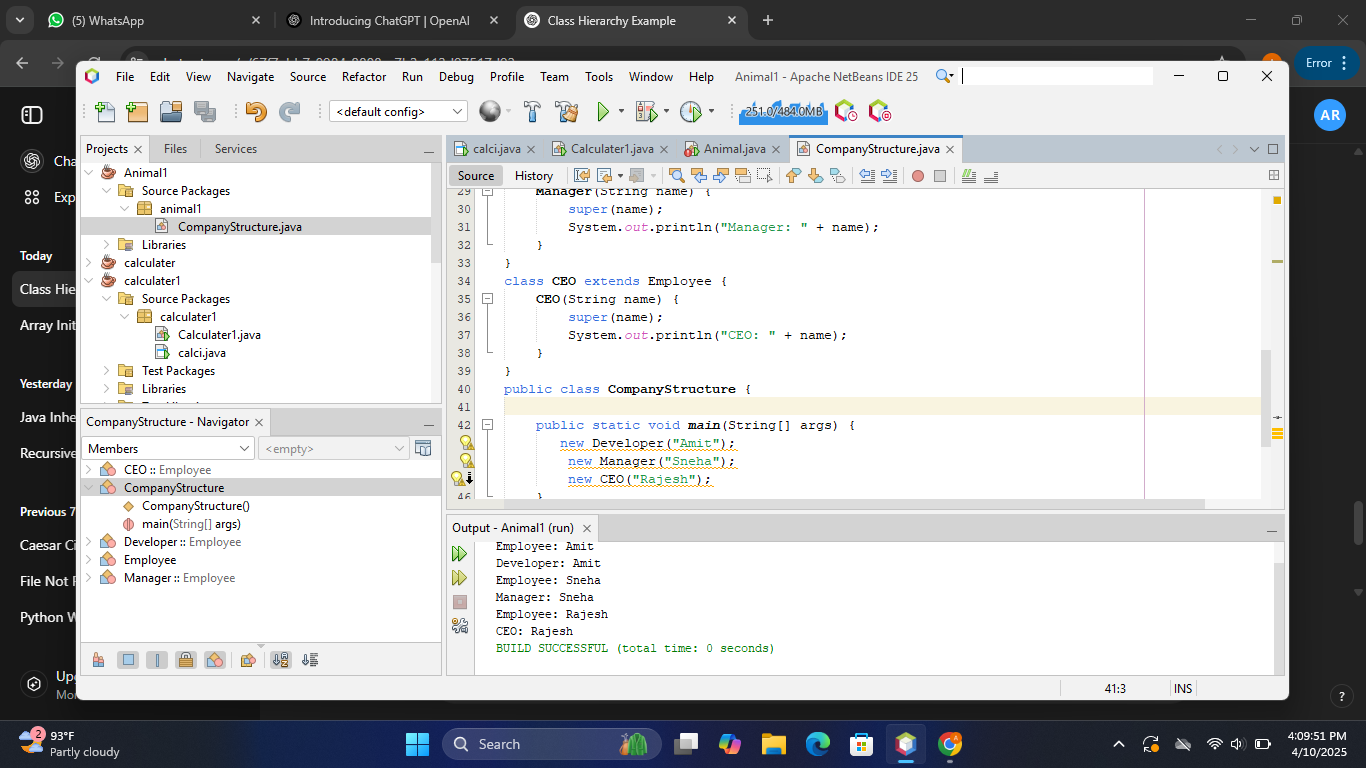 (5) WhatsApp
Introducing ChatGPT | OpenAI
Class Hierarchy Example
Error
File Edit View Navigate Source Refactor Run Debug Profile Team Tools Window Help
Animal1 - Apache NetBeans IDE 25
<default config>
251.0/484.0MB
AR
Cha
Exp
Today
Class Hie
Array Init
Yesterday
Java Inhe
Recursive
Previous 7
Caesar Ci
File Not F
Python W
Upg
Mo
Projects
Files
Services
Animal1
Source Packages
animal1
CompanyStructure.java
Libraries
calculater
calculater1
Source Packages
calculater1
Calculater1.java
calci.java
Test Packages
Libraries
CompanyStructure - Navigator
Members
<empty>
CEO :: Employee
CompanyStructure
CompanyStructure()
main(String[] args)
Developer :: Employee
Employee
Manager :: Employee
calci.java
Calculater1.java
Animal.java
CompanyStructure.java
Source
History
29 Manager(String name) {
30 super(name);
31 System.out.println("Manager: " + name);
32 }
33 }
34 class CEO extends Employee {
35 CEO(String name) {
36 super(name);
37 System.out.println("CEO: " + name);
38 }
39 }
40 public class CompanyStructure {
41
42 public static void main(String[] args) {
new Developer("Amit");
new Manager("Sneha");
new CEO("Rajesh");
46 }
Output - Animal1 (run)
Employee: Amit
Developer: Amit
Employee: Sneha
Manager: Sneha
Employee: Rajesh
CEO: Rajesh
BUILD SUCCESSFUL (total time: 0 seconds)
41:3
INS
?
2
93°F
Partly cloudy
Search
4:09:51 PM
4/10/2025